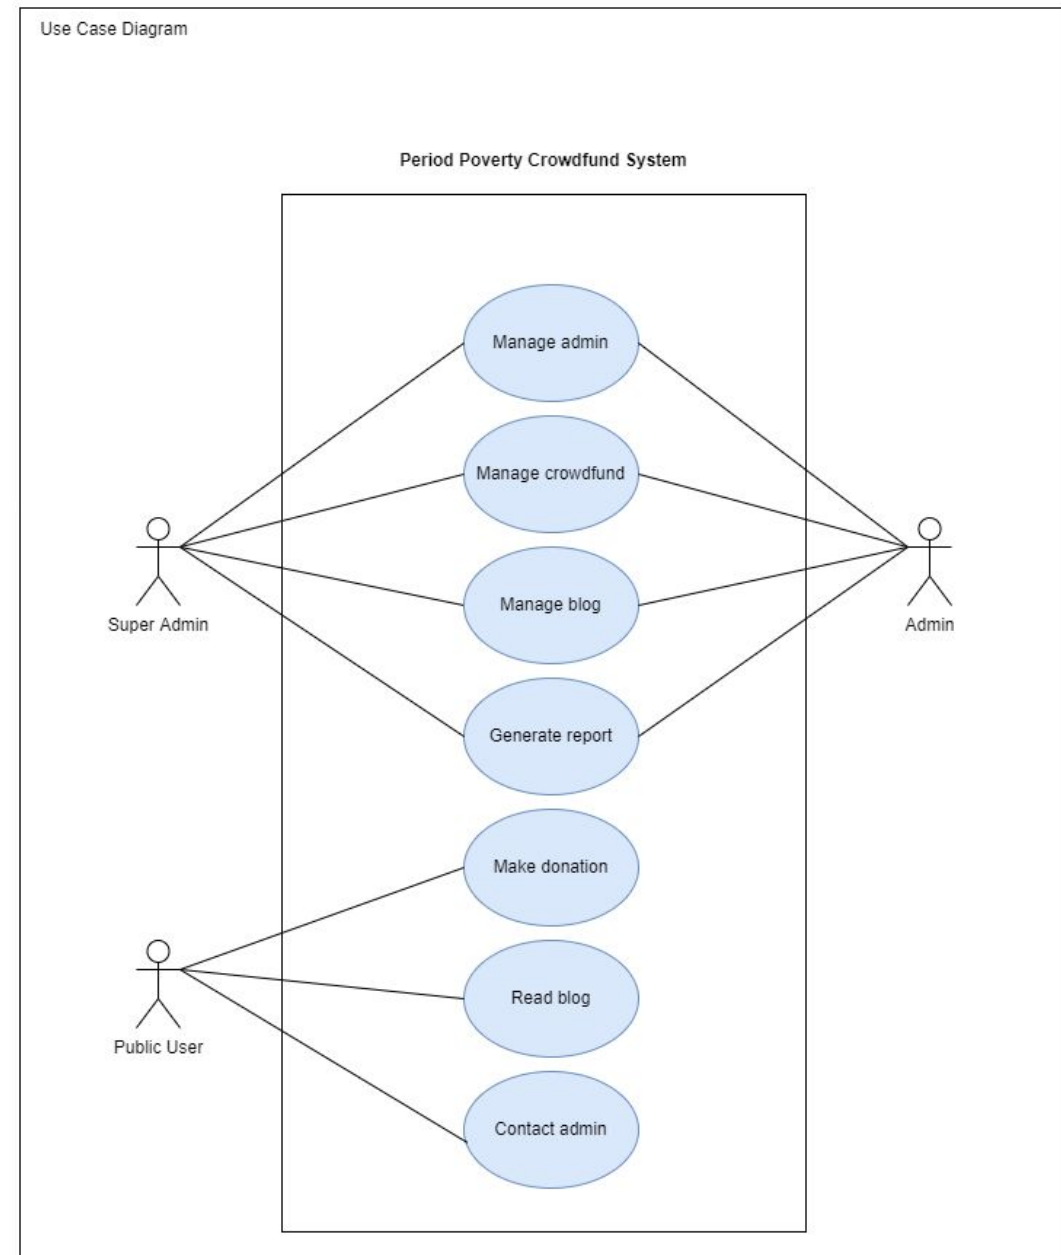 Use Case Diagram
Period Poverty Crowdfund System
Manage admin
Manage crowdfund
Manage blog
Super Admin
Admin
Generate report
Make donation
Read blog
Public User
Contact admin